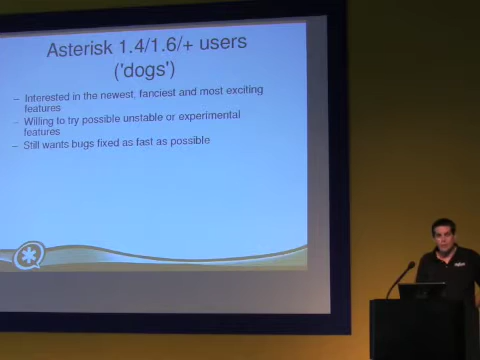 Asterisk 1.4/1.6/+ users
('dogs')
– Interested in the newest, fanciest and most exciting
features
– Willing to try possible unstable or experimental
features
– Still wants bugs fixed as fast as possible